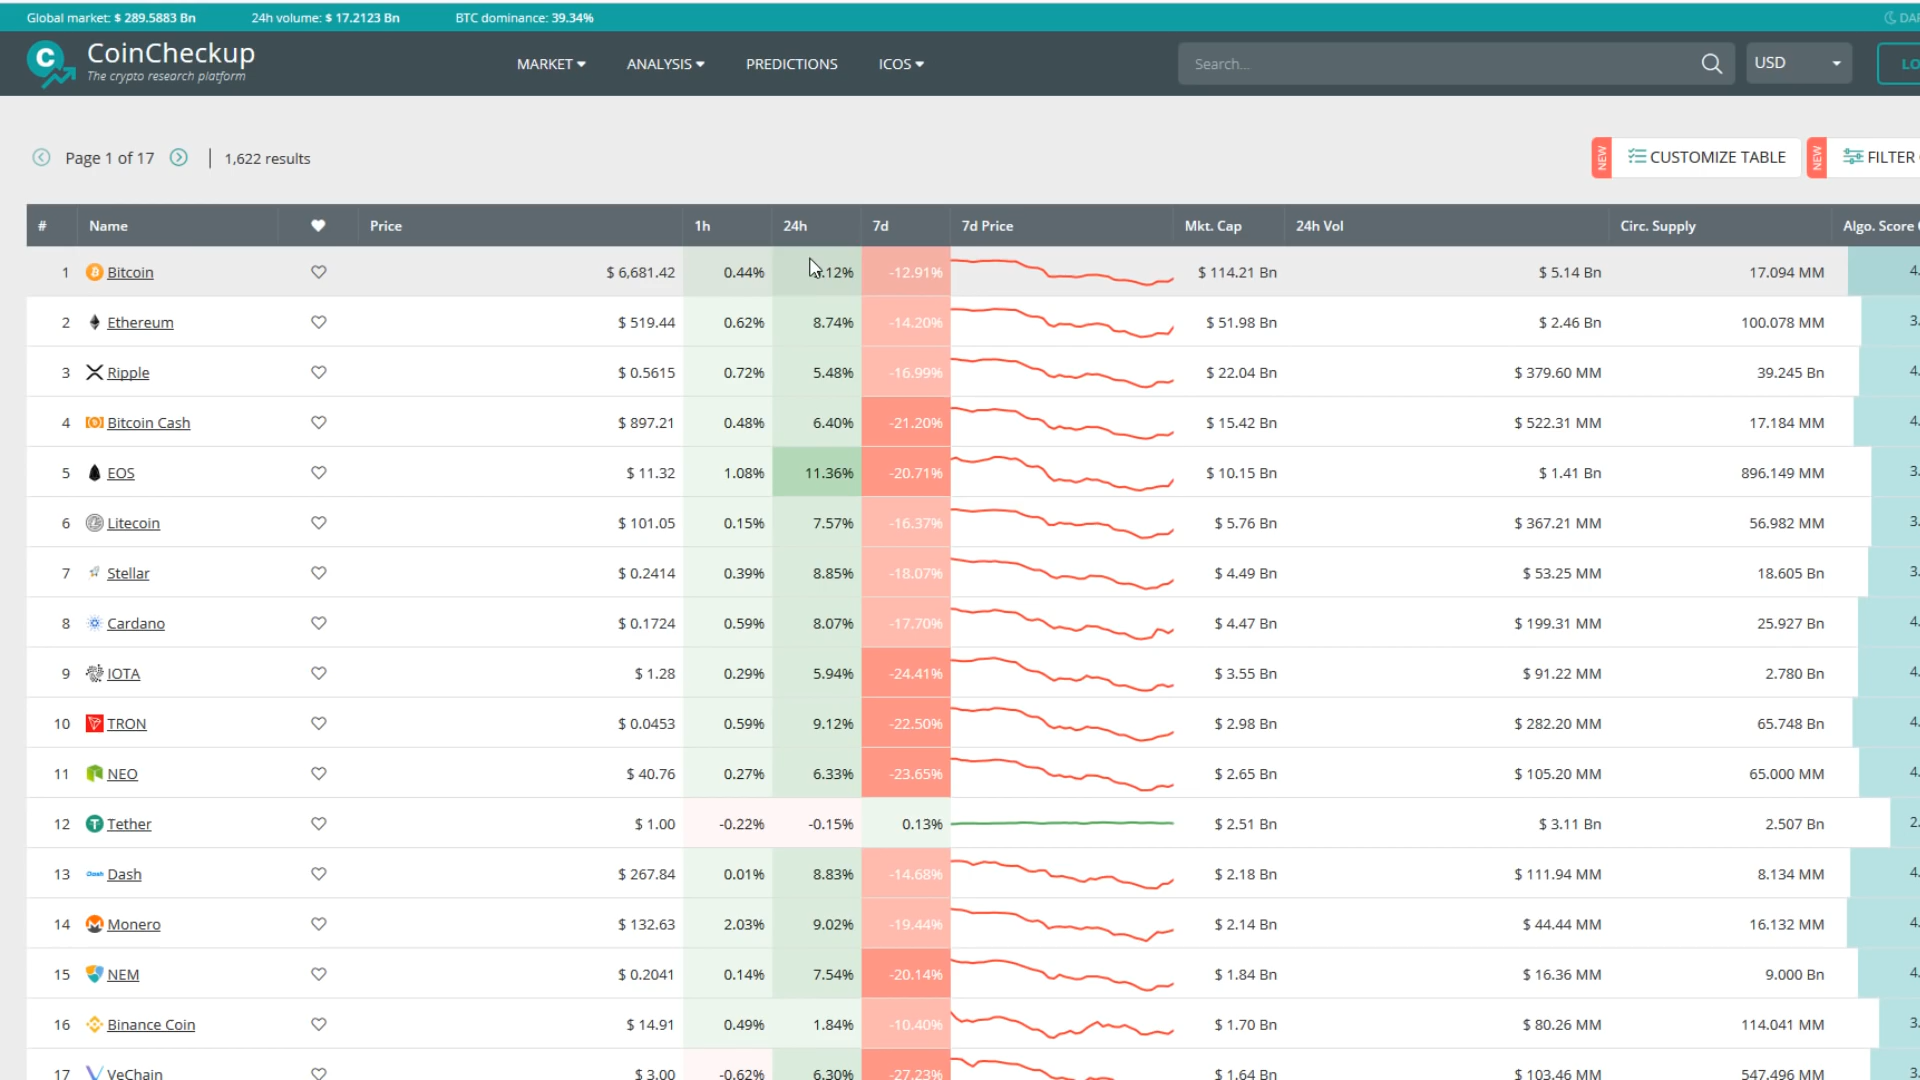 Global market: $ 289.5883 Bn 24h volume: $ 17.2123 Bn BTC dominance: 39.34%
CoinCheckup
The crypto research platform
MARKET ANALYSIS PREDICTIONS ICOS Search... USD
Page 1 of 17 | 1,622 results NEW CUSTOMIZE TABLE NEW FILTER
# Name Price 1h 24h 7d 7d Price Mkt. Cap 24h Vol Circ. Supply Algo. Score
1 Bitcoin $ 6,681.42 0.44% -12.91% $ 114.21 Bn $ 5.14 Bn 17.094 MM 4.
2 Ethereum $ 519.44 0.62% 8.74% -14.20% $ 51.98 Bn $ 2.46 Bn 100.078 MM 3.
3 Ripple $ 0.5615 0.72% 5.48% -16.99% $ 22.04 Bn $ 379.60 MM 39.245 Bn 4.
4 Bitcoin Cash $ 897.21 0.48% 6.40% -21.20% $ 15.42 Bn $ 522.31 MM 17.184 MM 4.
5 EOS $ 11.32 1.08% 11.36% -20.71% $ 10.15 Bn $ 1.41 Bn 896.149 MM 3.
6 Litecoin $ 101.05 0.15% 7.57% -16.37% $ 5.76 Bn $ 367.21 MM 56.982 MM 3.
7 Stellar $ 0.2414 0.39% 8.85% -18.07% $ 4.49 Bn $ 53.25 MM 18.605 Bn 3.
8 Cardano $ 0.1724 0.59% 8.07% -17.70% $ 4.47 Bn $ 199.31 MM 25.927 Bn 4.
9 IOTA $ 1.28 0.29% 5.94% -24.41% $ 3.55 Bn $ 91.22 MM 2.780 Bn 4.
10 TRON $ 0.0453 0.59% 9.12% -22.50% $ 2.98 Bn $ 282.20 MM 65.748 Bn 4.
11 NEO $ 40.76 0.27% 6.33% -23.65% $ 2.65 Bn $ 105.20 MM 65.000 MM 4.
12 Tether $ 1.00 -0.22% -0.15% 0.13% $ 2.51 Bn $ 3.11 Bn 2.507 Bn 2.
13 Dash $ 267.84 0.01% 8.83% -14.68% $ 2.18 Bn $ 111.94 MM 8.134 MM 4.
14 Monero $ 132.63 2.03% 9.02% -19.44% $ 2.14 Bn $ 44.44 MM 16.132 MM 4.
15 NEM $ 0.2041 0.14% 7.54% -20.14% $ 1.84 Bn $ 16.36 MM 9.000 Bn 4.
16 Binance Coin $ 14.91 0.49% 1.84% -10.40% $ 1.70 Bn $ 80.26 MM 114.041 MM 3.
17 VeChain $ 3.00 -0.62% 6.30% -27.23% $ 1.64 Bn $ 103.46 MM 547.496 MM 3.